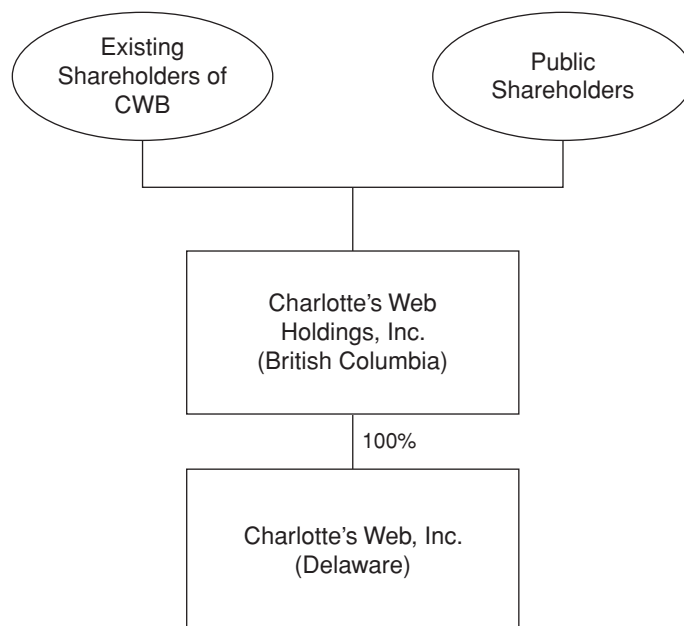 Existing
Shareholders of
CWB
Public
Shareholders
Charlotte’s Web
Holdings, Inc.
(British Columbia)
100%
Charlotte’s Web, Inc.
(Delaware)